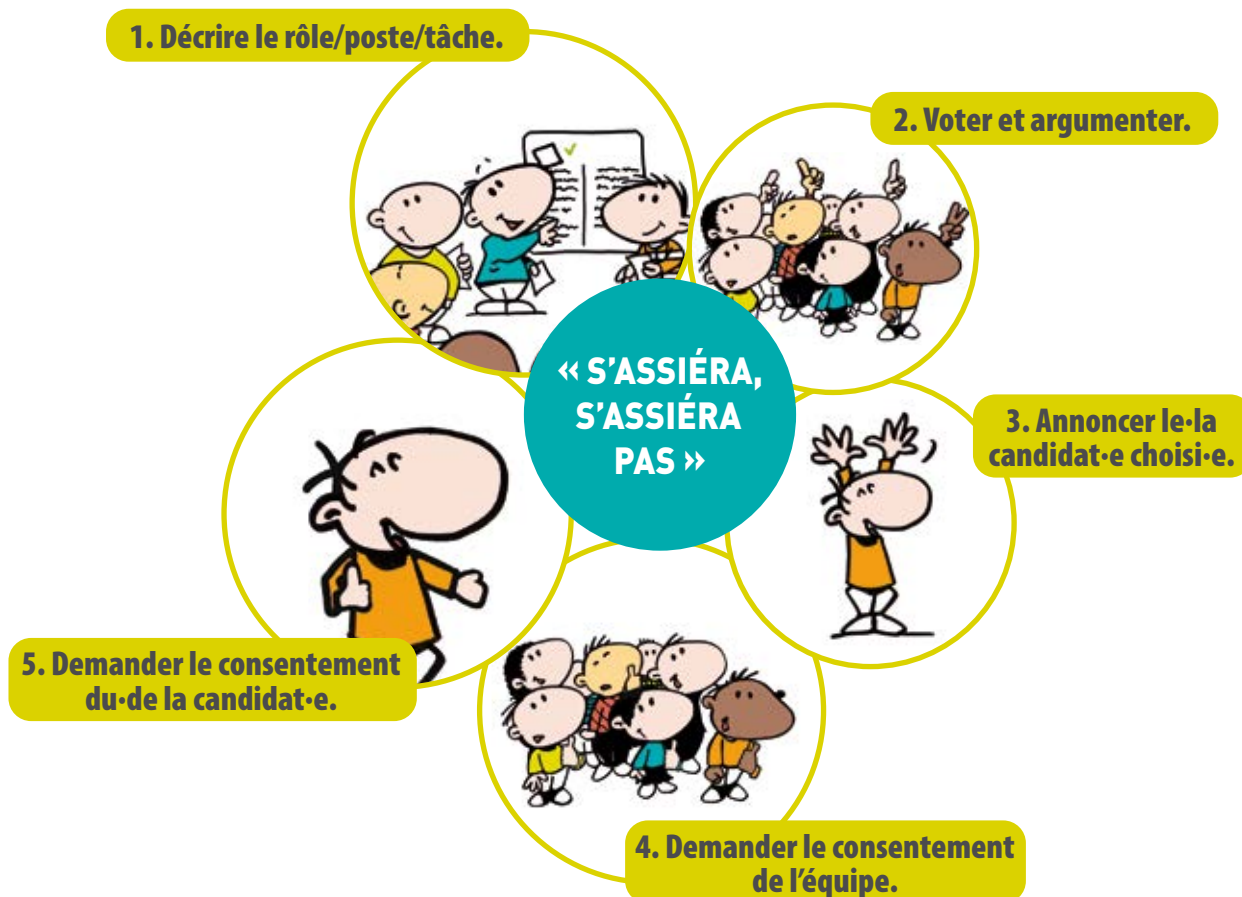 1. Décrire le rôle/poste/tâche.
2. Voter et argumenter.
« S’ASSIÉRA,
S’ASSIÉRA
PAS »
3. Annoncer le·la
candidat·e choisi·e.
4. Demander le consentement
de l’équipe.
5. Demander le consentement
du·de la candidat·e.